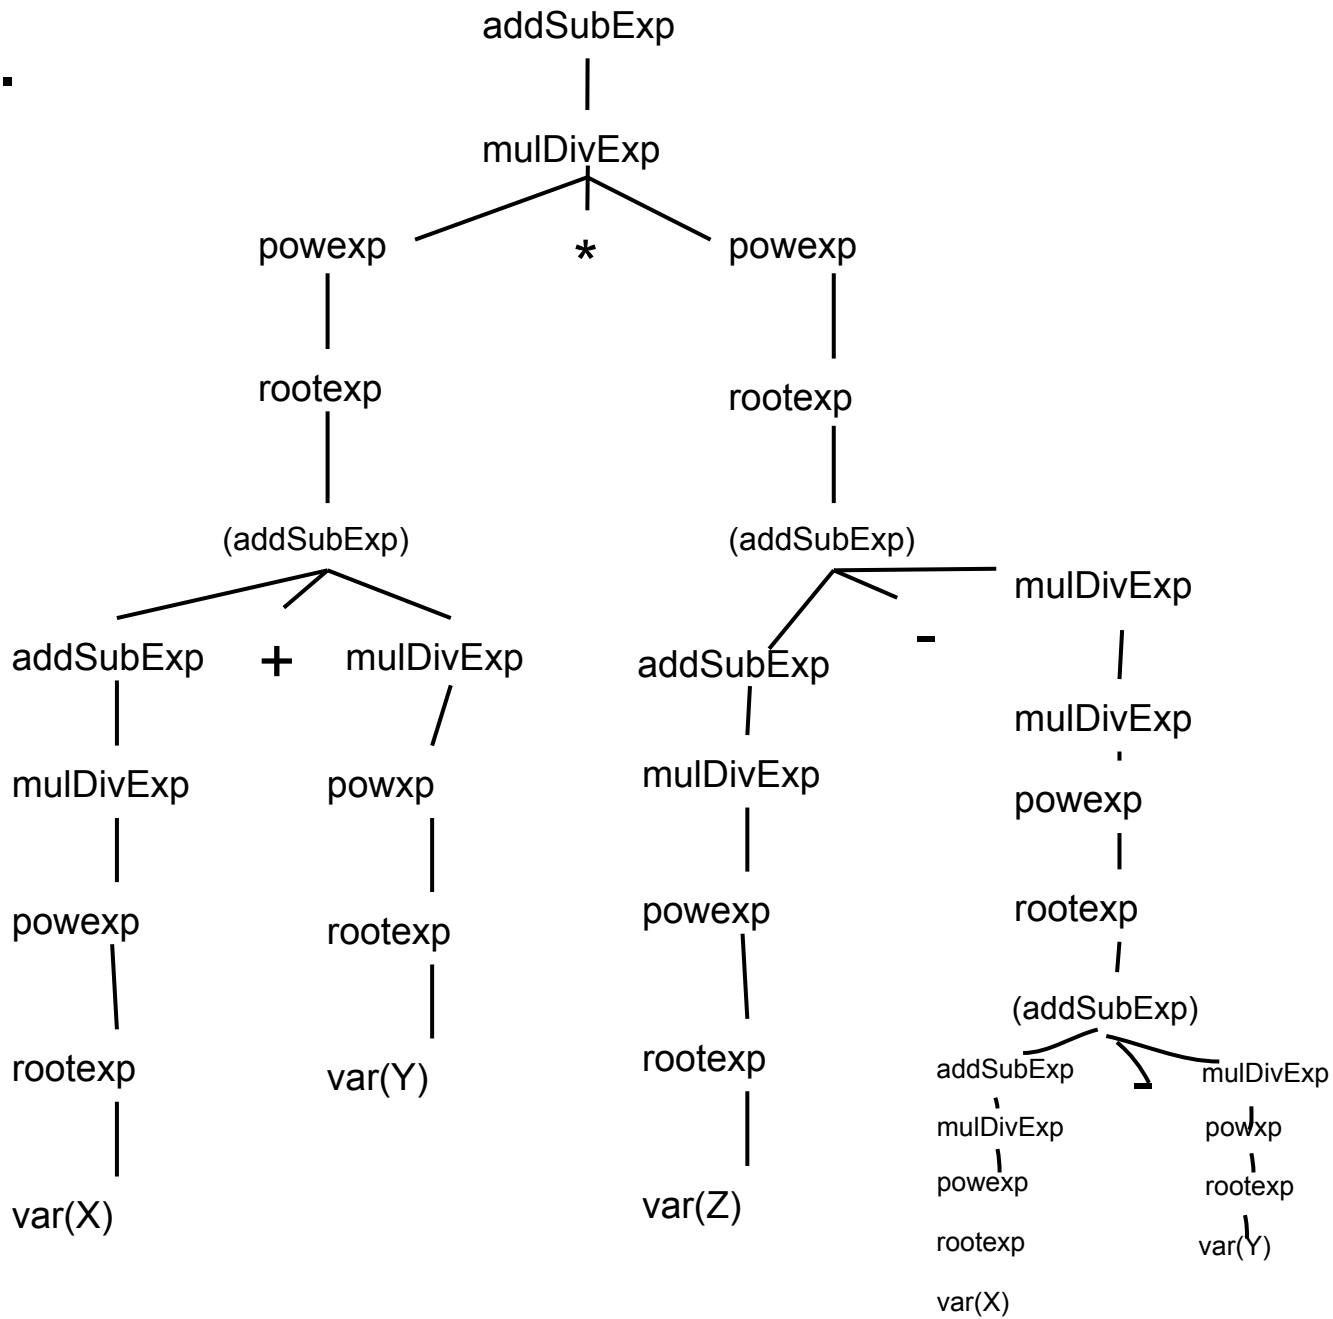 addSubExp
.
mulDivExp
powexp * powexp
rootexp rootexp
(addSubExp) (addSubExp)
mulDivExp
addSubExp + mulDivExp addSubExp -
mulDivExp
mulDivExp powxp mulDivExp
powexp
powexp rootexp powexp rootexp
(addSubExp)
rootexp var(Y) rootexp addSubExp - mulDivExp
mulDivExp powxp
powexp rootexp
var(X) var(Z)
rootexp var(Y)
var(X)